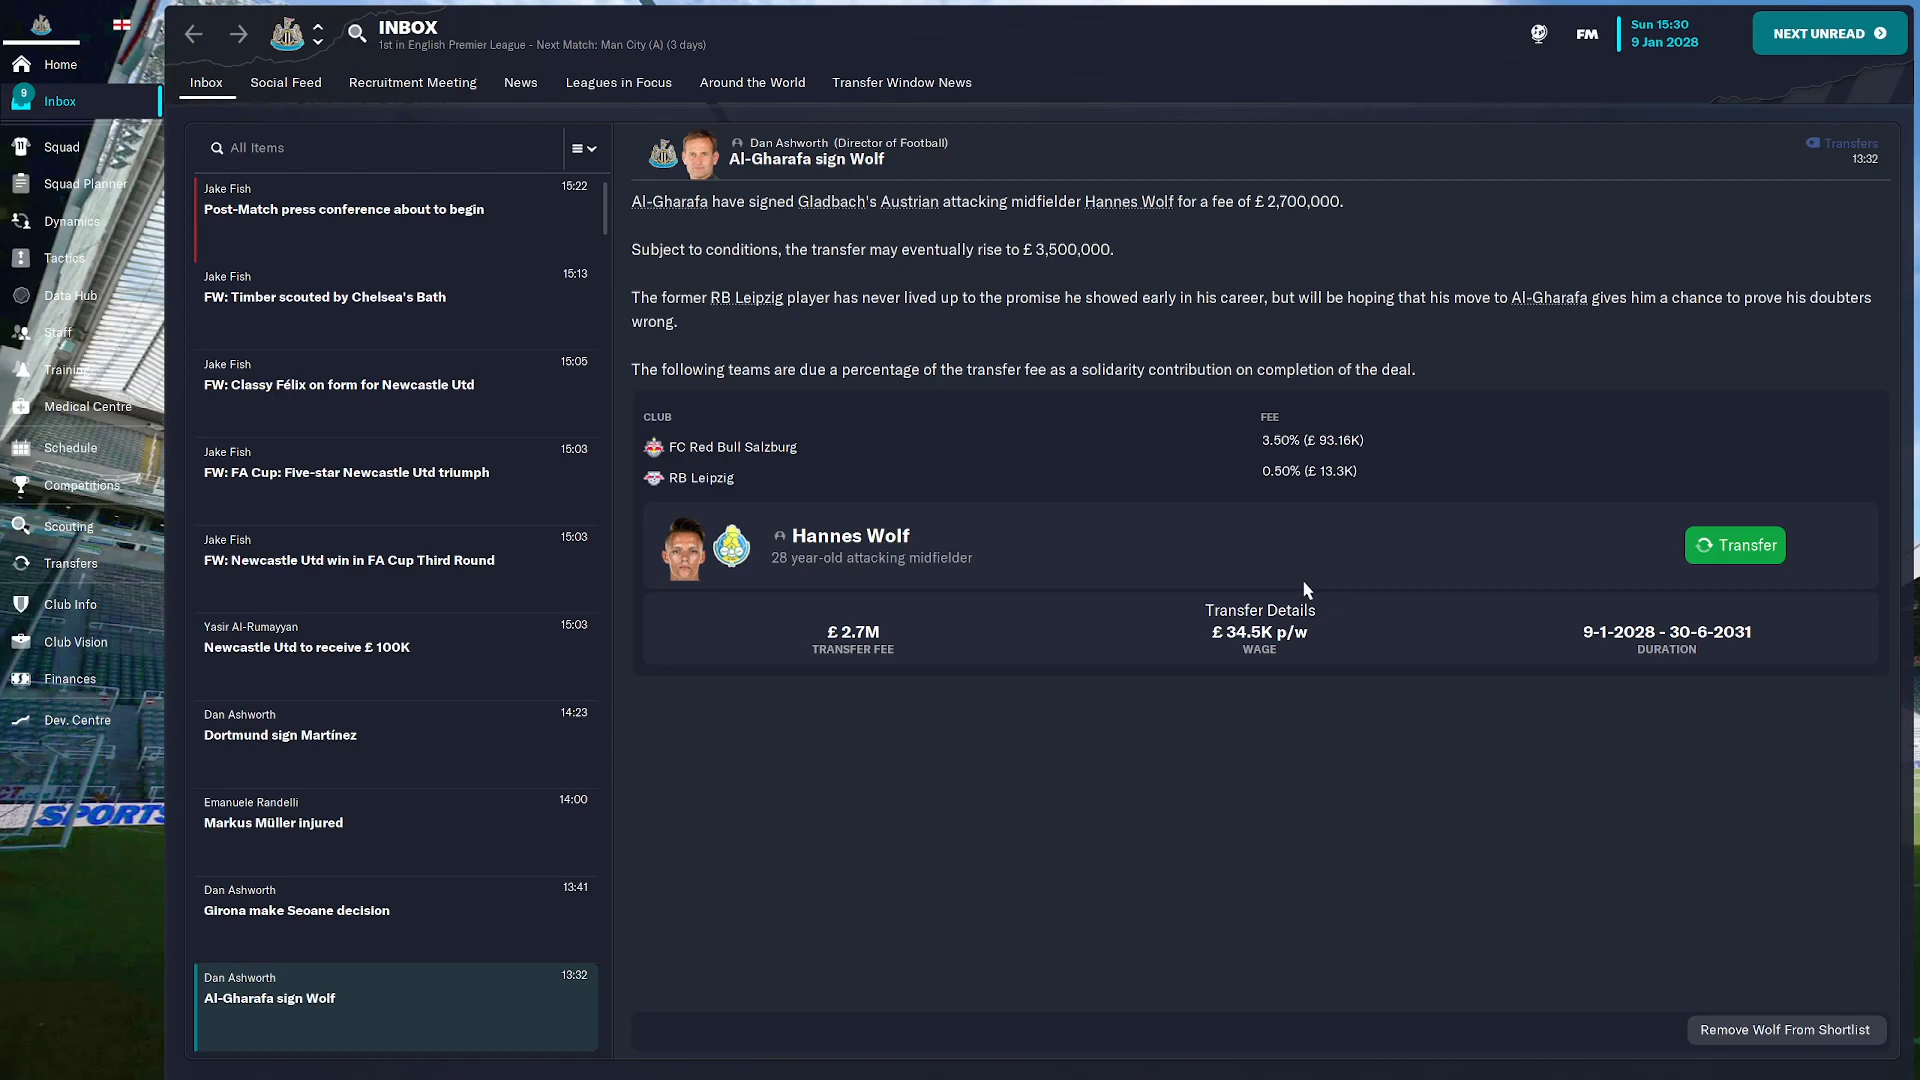 INBOX
1st in English Premier League - Next Match: Man City (A) (3 days)
FM
Sun 15:30
9 Jan 2028
NEXT UNREAD
Home
9
Inbox
Squad
Squad Planner
Dynamics
Tactics
Data Hub
Staff
Training
Medical Centre
Schedule
Competitions
Scouting
Transfers
Club Info
Club Vision
Finances
Dev. Centre
SPORTS
Inbox
Social Feed
Recruitment Meeting
News
Leagues in Focus
Around the World
Transfer Window News
All Items
Jake Fish 15:22
Post-Match press conference about to begin
Jake Fish 15:13
FW: Timber scouted by Chelsea's Bath
Jake Fish 15:05
FW: Classy Félix on form for Newcastle Utd
Jake Fish 15:03
FW: FA Cup: Five-star Newcastle Utd triumph
Jake Fish 15:03
FW: Newcastle Utd win in FA Cup Third Round
Yasir Al-Rumayyan 15:03
Newcastle Utd to receive £ 100K
Dan Ashworth 14:23
Dortmund sign Martínez
Emanuele Randelli 14:00
Markus Müller injured
Dan Ashworth 13:41
Girona make Seoane decision
Dan Ashworth 13:32
Al-Gharafa sign Wolf
Dan Ashworth (Director of Football)
Al-Gharafa sign Wolf
Transfers
13:32
Al-Gharafa have signed Gladbach's Austrian attacking midfielder Hannes Wolf for a fee of £ 2,700,000.
Subject to conditions, the transfer may eventually rise to £ 3,500,000.
The former RB Leipzig player has never lived up to the promise he showed early in his career, but will be hoping that his move to Al-Gharafa gives him a chance to prove his doubters
wrong.
The following teams are due a percentage of the transfer fee as a solidarity contribution on completion of the deal.
CLUB FEE
FC Red Bull Salzburg 3.50% (£ 93.16K)
RB Leipzig 0.50% (£ 13.3K)
Hannes Wolf
28 year-old attacking midfielder
Transfer
Transfer Details
£ 2.7M £ 34.5K p/w 9-1-2028 - 30-6-2031
TRANSFER FEE WAGE DURATION
Remove Wolf From Shortlist